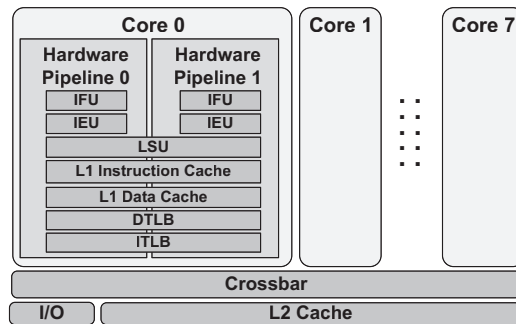 Core 0
Core 1
Core 7
Hardware
Pipeline 0
Hardware
Pipeline 1
IFU
IFU
IEU
IEU
LSU
L1 Instruction Cache
L1 Data Cache
DTLB
ITLB
Crossbar
I/O
L2 Cache